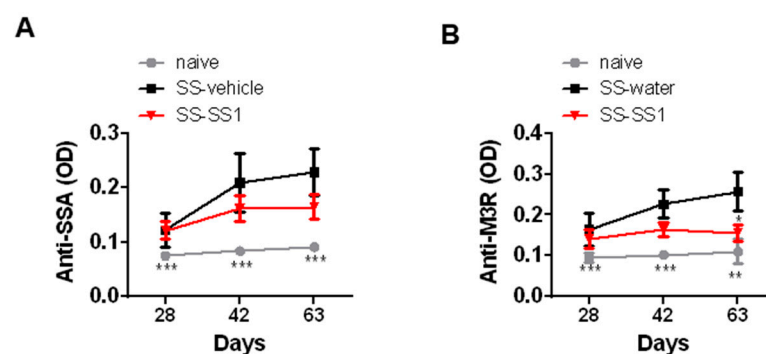 A
naive
SS-vehicle
SS-SS1
Anti-SSA (OD)
0.3
0.2
0.1
0.0
***
***
***
28
42
63
Days
B
naive
SS-water
SS-SS1
Anti-M3R (OD)
0.4
0.3
0.2
0.1
0.0
*
***
***
**
28
42
63
Days